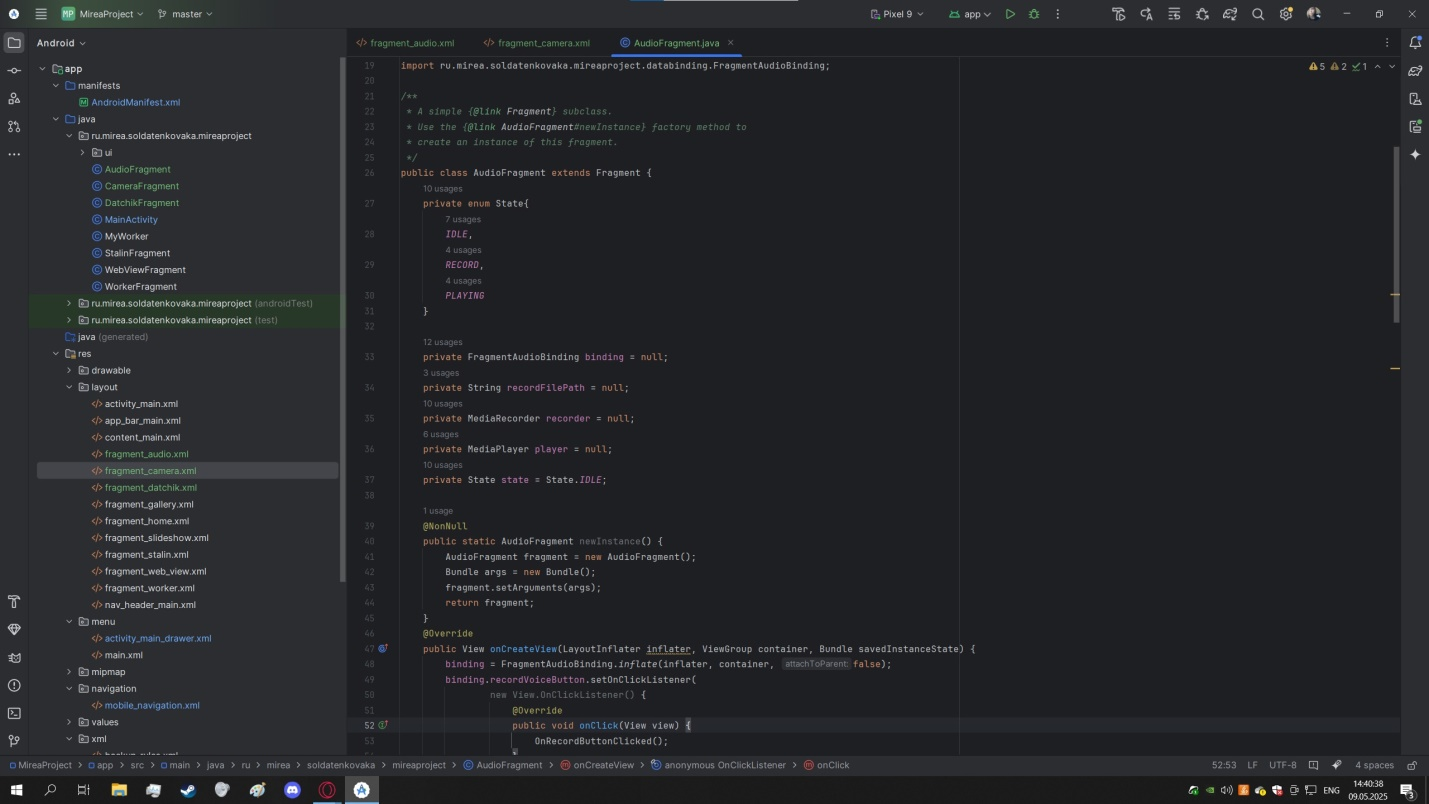 MP MireaProject master Pixel 9 app
Android
app
manifests
AndroidManifest.xml
java
ru.mirea.soldatenkovaka.mireaproject
ui
AudioFragment
CameraFragment
DatchikFragment
MainActivity
MyWorker
StalinFragment
WebViewFragment
WorkerFragment
ru.mirea.soldatenkovaka.mireaproject (androidTest)
ru.mirea.soldatenkovaka.mireaproject (test)
java (generated)
res
drawable
layout
activity_main.xml
app_bar_main.xml
content_main.xml
fragment_audio.xml
fragment_camera.xml
fragment_datchik.xml
fragment_gallery.xml
fragment_home.xml
fragment_slideshow.xml
fragment_stalin.xml
fragment_web_view.xml
fragment_worker.xml
nav_header_main.xml
menu
activity_main_drawer.xml
main.xml
mipmap
navigation
mobile_navigation.xml
values
xml
fragment_audio.xml fragment_camera.xml AudioFragment.java
5 2 1
19 import ru.mirea.soldatenkovaka.mireaproject.databinding.FragmentAudioBinding;
20
21 /**
22 * A simple {@link Fragment} subclass.
23 * Use the {@link AudioFragment#newInstance} factory method to
24 * create an instance of this fragment.
25 */
26 public class AudioFragment extends Fragment {
10 usages
27 private enum State{
7 usages
28 IDLE,
4 usages
29 RECORD,
4 usages
30 PLAYING
31 }
32
12 usages
33 private FragmentAudioBinding binding = null;
3 usages
34 private String recordFilePath = null;
10 usages
35 private MediaRecorder recorder = null;
6 usages
36 private MediaPlayer player = null;
10 usages
37 private State state = State.IDLE;
38
1 usage
39 @NonNull
40 public static AudioFragment newInstance() {
41 AudioFragment fragment = new AudioFragment();
42 Bundle args = new Bundle();
43 fragment.setArguments(args);
44 return fragment;
45 }
46 @Override
47 public View onCreateView(LayoutInflater inflater, ViewGroup container, Bundle savedInstanceState) {
48 binding = FragmentAudioBinding.inflate(inflater, container, attachToParent: false);
49 binding.recordVoiceButton.setOnClickListener(
50 new View.OnClickListener() {
51 @Override
52 public void onClick(View view) {
53 OnRecordButtonClicked();
MireaProject app src main java ru mirea soldatenkovaka mireaproject AudioFragment onCreateView anonymous OnClickListener onClick 52:53 LF UTF-8 4 spaces
ENG 14:40:38 09.05.2025 3